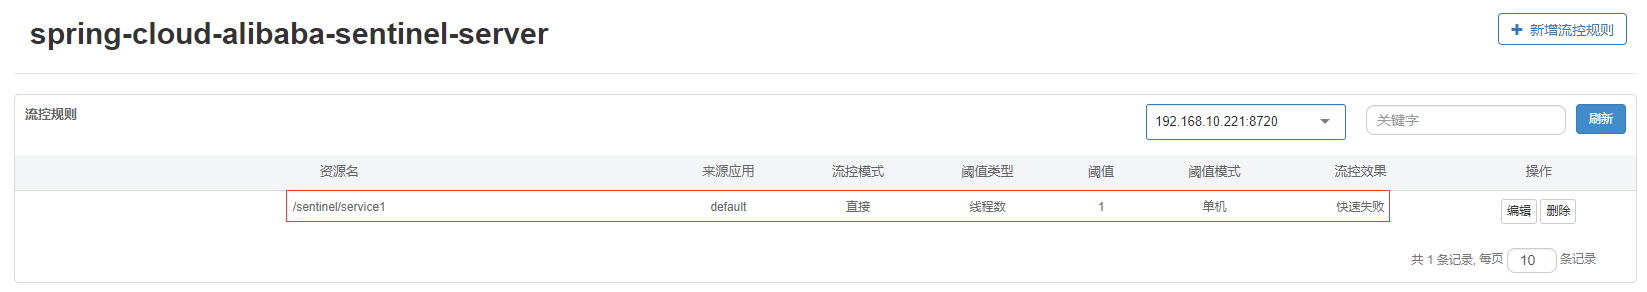 spring-cloud-alibaba-sentinel-server
新增流控规则
流控规则
192.168.10.221:8720
关键字
刷新
资源名 来源应用 流控模式 阈值类型 阈值 阈值模式 流控效果 操作
/sentinel/service1 default 直接 线程数 1 单机 快速失败 编辑 删除
共 1 条记录, 每页 10 条记录